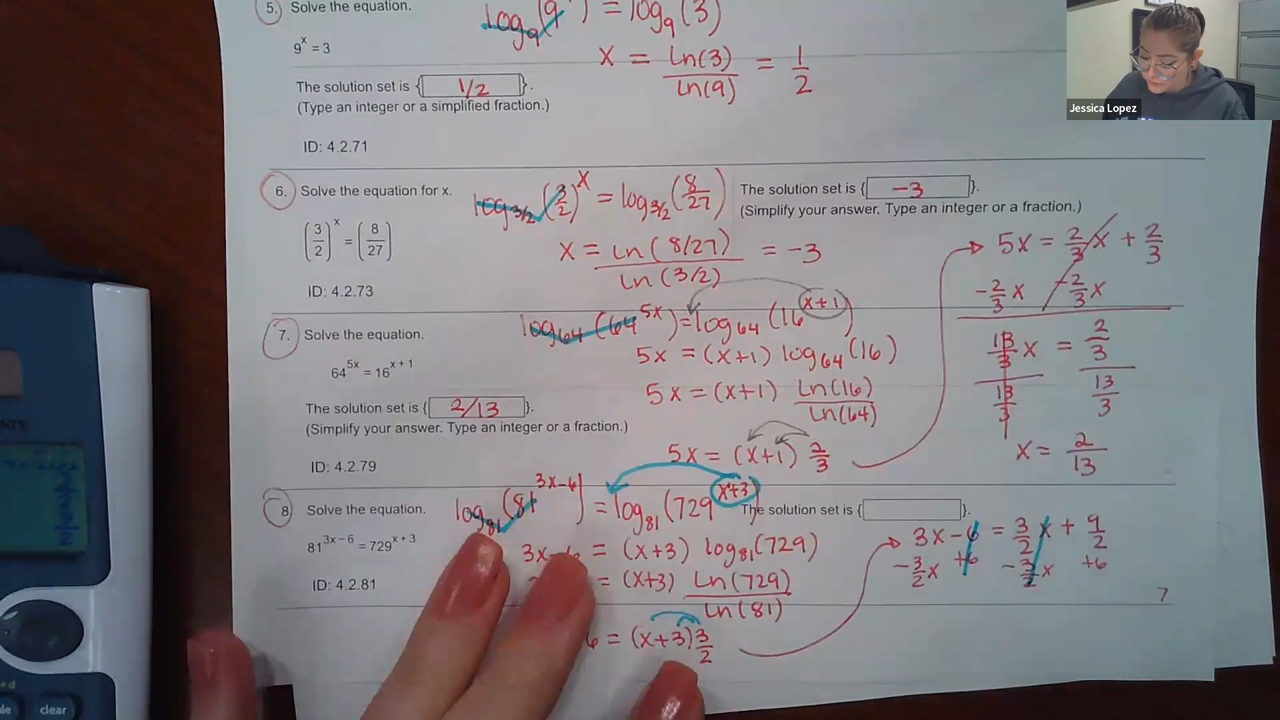 5. Solve the equation.
9^x = 3
log₉(9 ) = log₉(3)
x = ln(3)/ln(9) = 1/2
The solution set is { 1/2 }.
(Type an integer or a simplified fraction.)
ID: 4.2.71
Jessica Lopez
6. Solve the equation for x.
(3/2)^x = (8/27)
ID: 4.2.73
log_3/2 (3/2)^x = log_3/2 (8/27)
x = ln(8/27)/ln(3/2) = -3
The solution set is { -3 }.
(Simplify your answer. Type an integer or a fraction.)
7. Solve the equation.
64^5x = 16^x + 1
The solution set is { 2/13 }.
(Simplify your answer. Type an integer or a fraction.)
ID: 4.2.79
log₆₄(64^5x) = log₆₄(16^(x+1))
5x = (x+1) log₆₄(16)
5x = (x+1) Ln(16)/Ln(64)
5x = (x+1) 2/3
5x = 2/3 x + 2/3
-2/3 x -2/3 x
13/3 x = 2/3
13/3 13/3
x = 2/13
8 Solve the equation.
81^3x - 6 = 729^x + 3
ID: 4.2.81
log₈₁(81^3x-6) = log₈₁(729^x+3)
The solution set is { }.
= (x+3) log₈₁(729)
= (x+3) Ln(729)/Ln(81)
6 = (x+3) 3/2
3x - 6 = 3/2 x + 9/2
-3/2 x +6 -3/2 x +6
7
clear